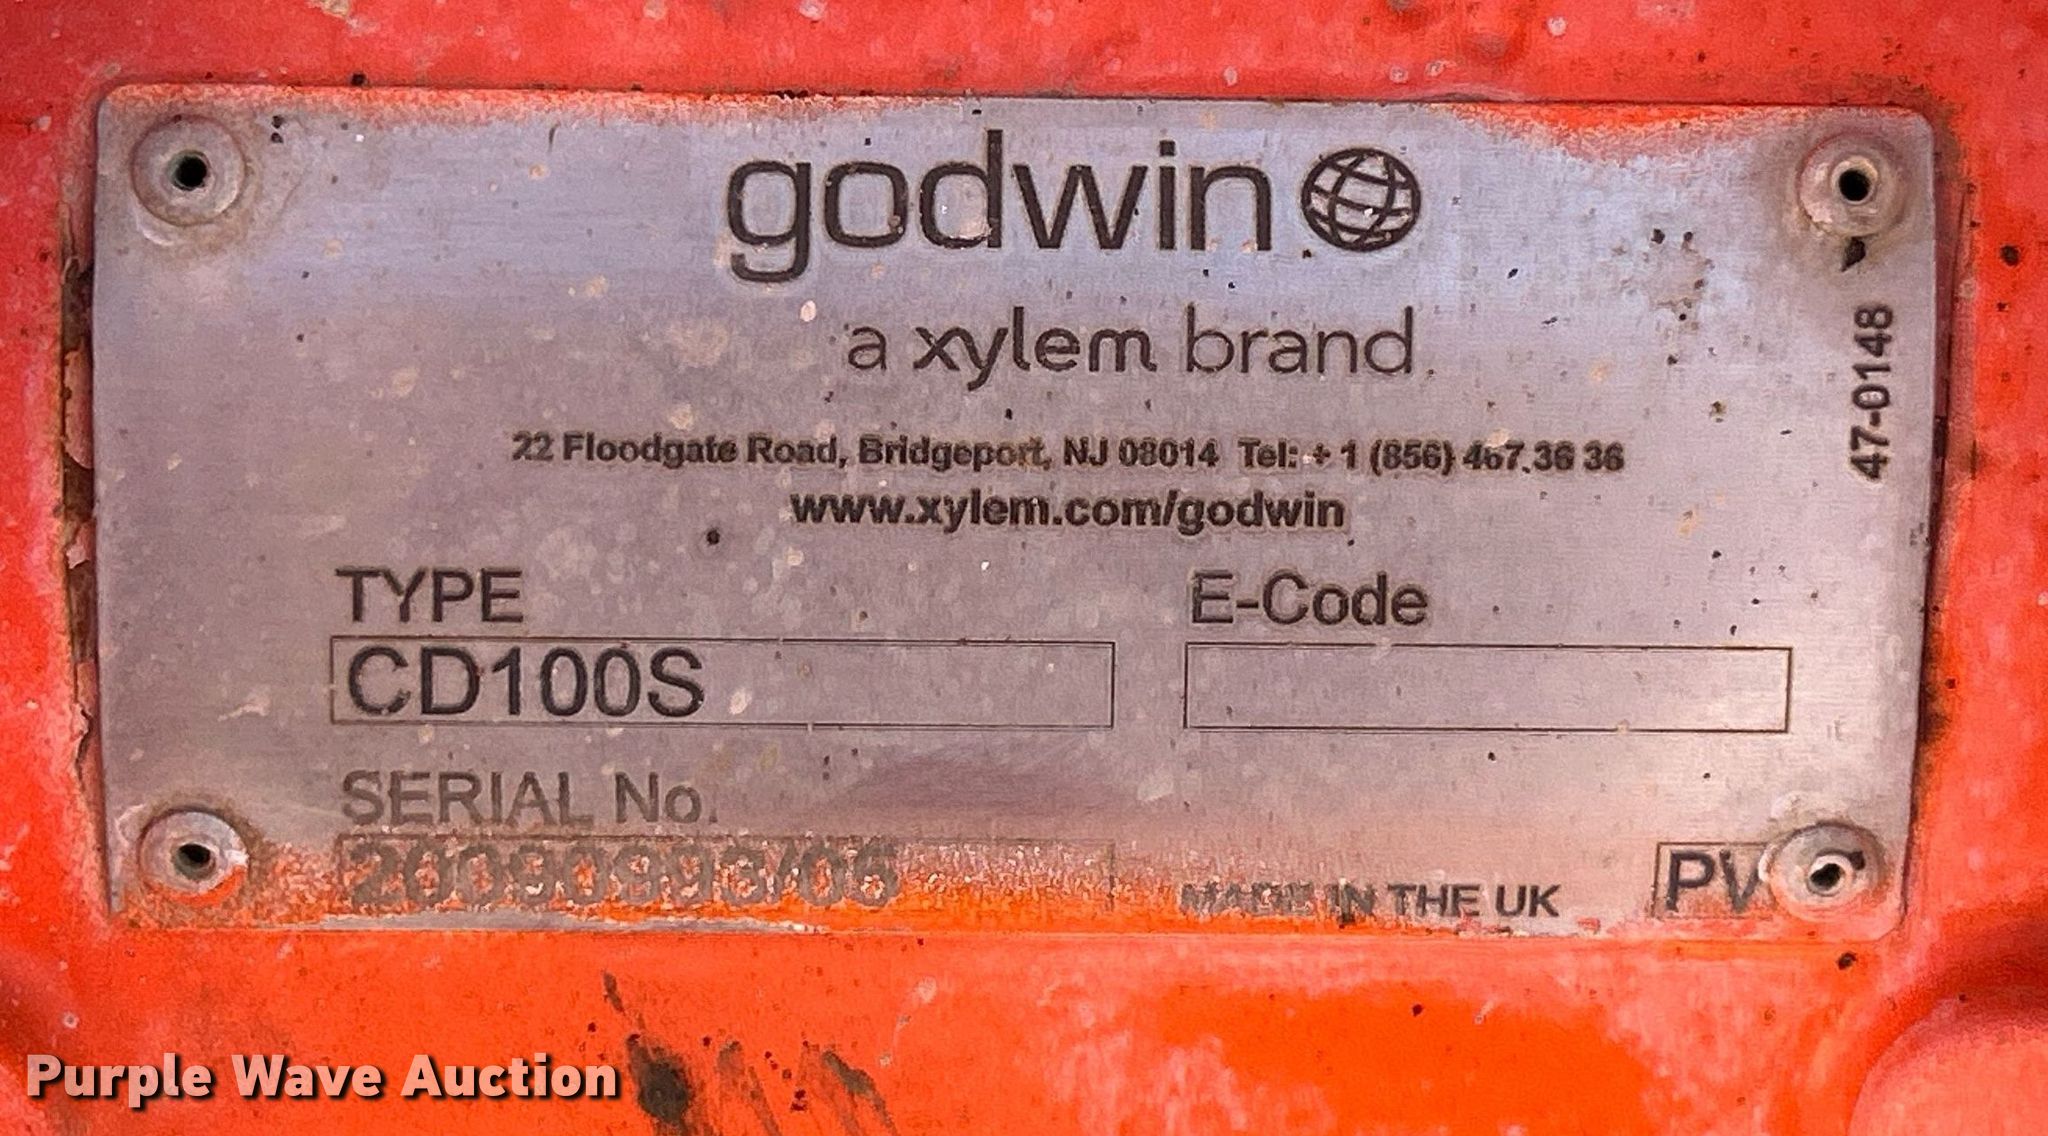 godwin
a xylem brand
47-0148
22 Floodgate Road, Bridgeport, NJ 08014 Tel: + 1 (856) 467.36 36
www.xylem.com/godwin
TYPE
CD100S
E-Code
SERIAL No.
MADE IN THE UK
PV
Purple Wave Auction